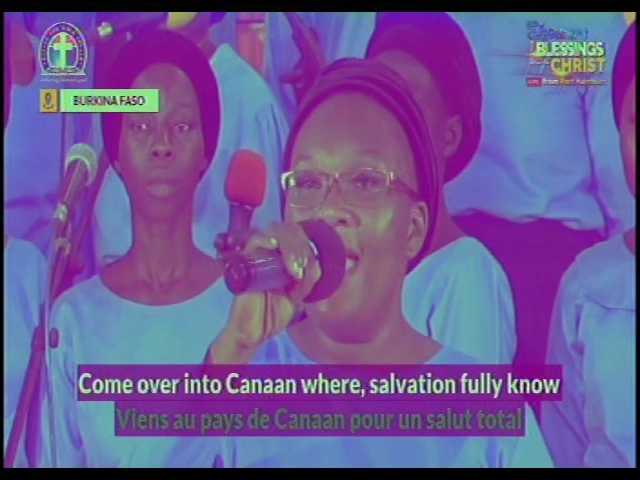 BLESSINGS
CHRIST
BURKINA FASO
Come over into Canaan where, salvation fully know
Viens au pays de Canaan pour un salut total